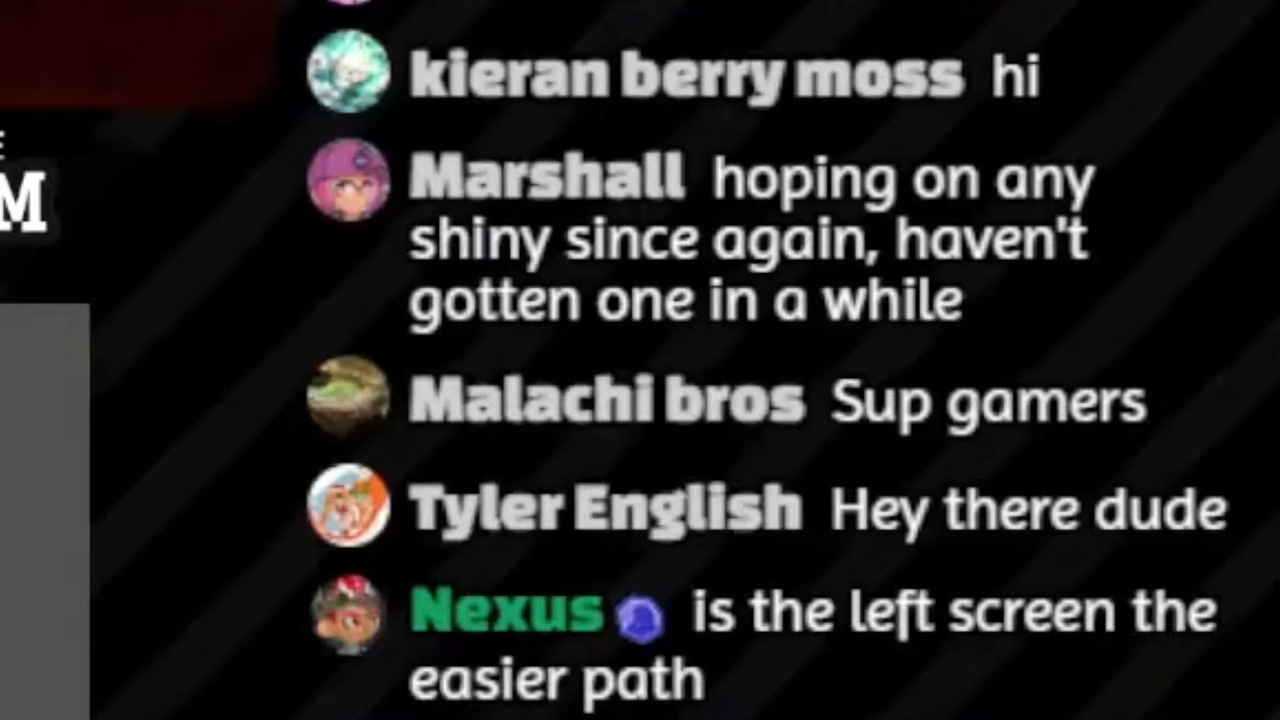 kieran berry moss hi
Marshall hoping on any
shiny since again, haven't
gotten one in a while
Malachi bros Sup gamers
Tyler English Hey there dude
Nexus is the left screen the
easier path